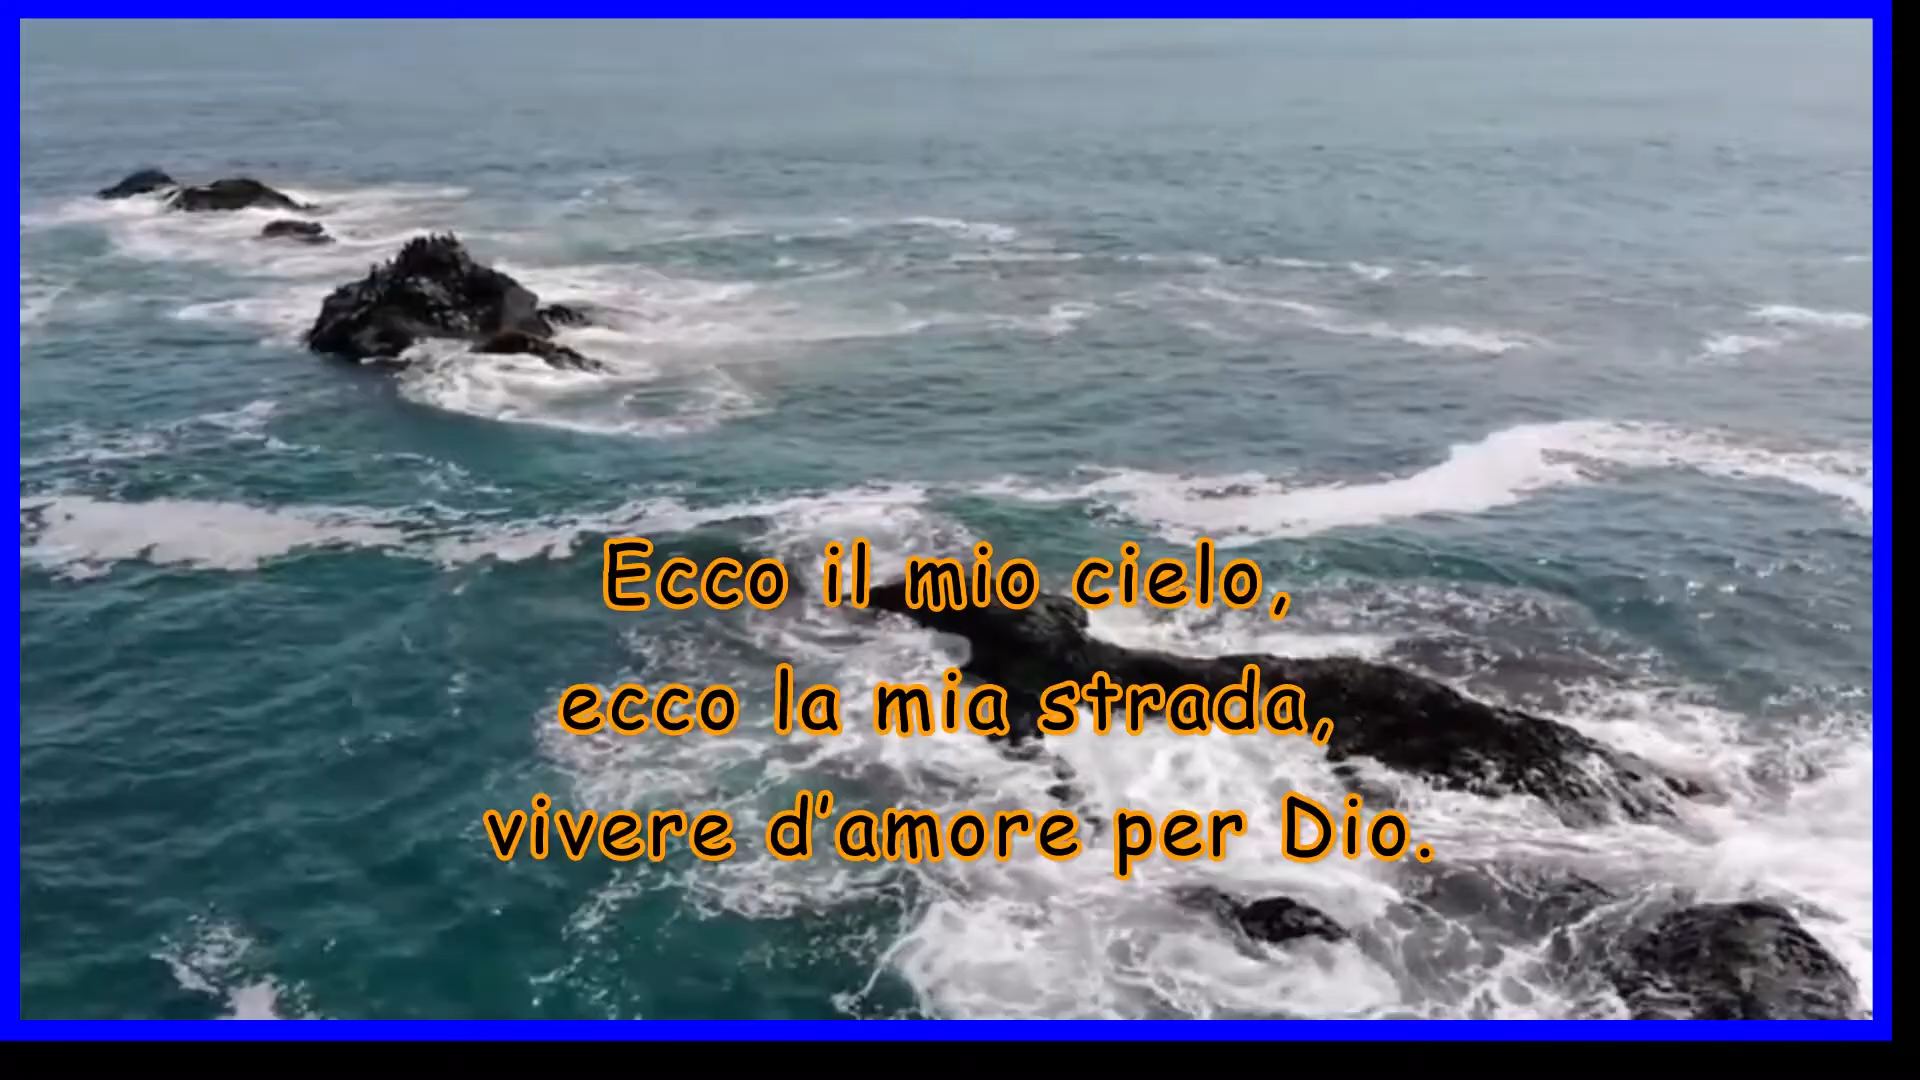 Ecco il mio cielo,
ecco la mia strada,
vivere d'amore per Dio.